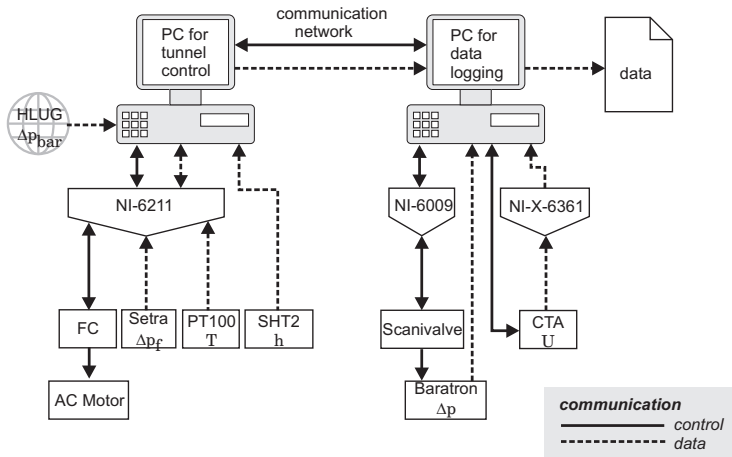 communication
network
PC for
tunnel
control
PC for
data
logging
data
HLUG
Δp_bar
NI-6211
NI-6009
NI-X-6361
FC
Setra
Δp_f
PT100
T
SHT2
h
Scanivalve
CTA
U
AC Motor
Baratron
Δp
communication
control
data